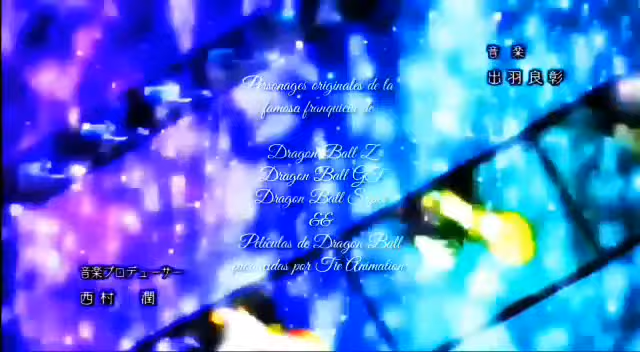 音 楽
出羽良彰
Personages originales de la
famosa franquicia de
Dragon Ball Z
Dragon Ball GT
Dragon Ball Super
&&
Películas de Dragon Ball
por Tie Animation
音楽プロデューサー
西村 潤